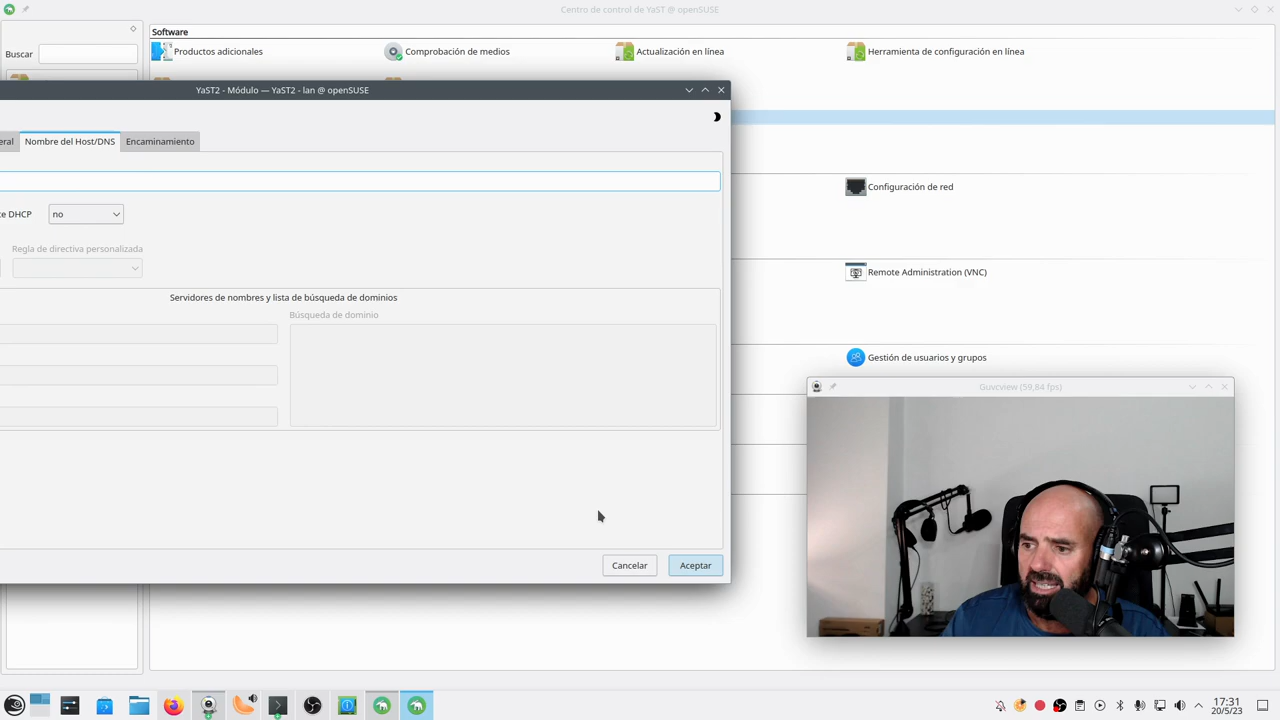 Centro de control de YaST @ openSUSE
Buscar
Software
Productos adicionales
Comprobación de medios
Actualización en línea
Herramienta de configuración en línea
YaST2 - Módulo — YaST2 - lan @ openSUSE
eral
Nombre del Host/DNS
Encaminamiento
te DHCP
no
Regla de directiva personalizada
Servidores de nombres y lista de búsqueda de dominios
Búsqueda de dominio
Cancelar
Aceptar
Configuración de red
Remote Administration (VNC)
Gestión de usuarios y grupos
Guvcview (59,84 fps)
17:31
20/5/23